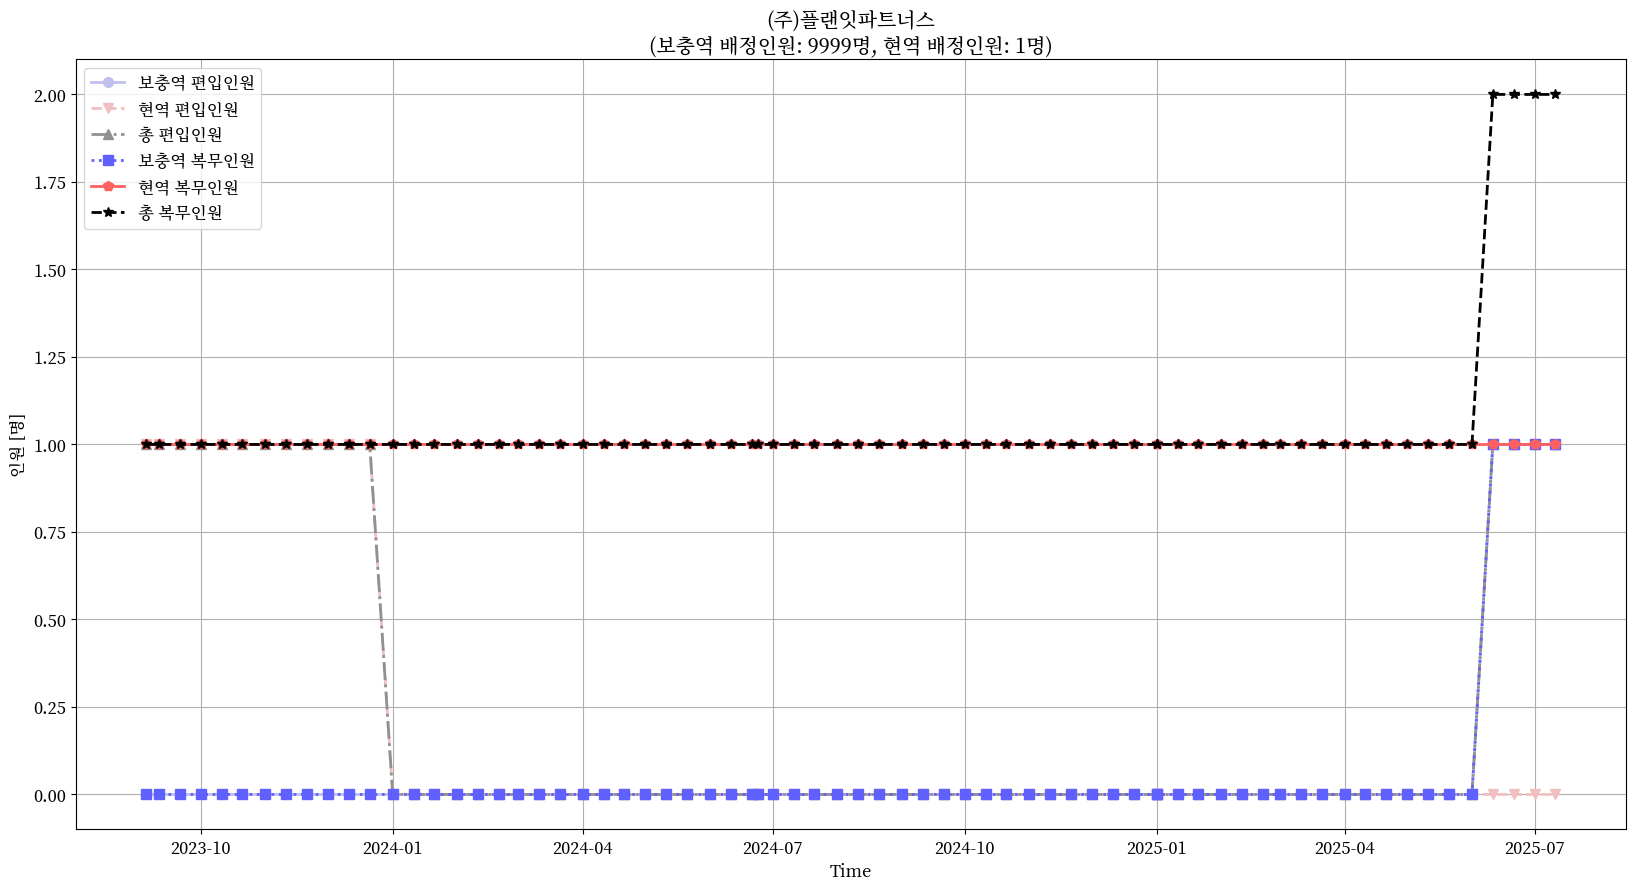 (주)플랜잇파트너스
(보충역 배정인원: 9999명, 현역 배정인원: 1명)
보충역 편입인원
현역 편입인원
총 편입인원
보충역 복무인원
현역 복무인원
총 복무인원
2.00
1.75
1.50
1.25
1.00
0.75
0.50
0.25
0.00
인원 [명]
2023-10
2024-01
2024-04
2024-07
2024-10
2025-01
2025-04
2025-07
Time